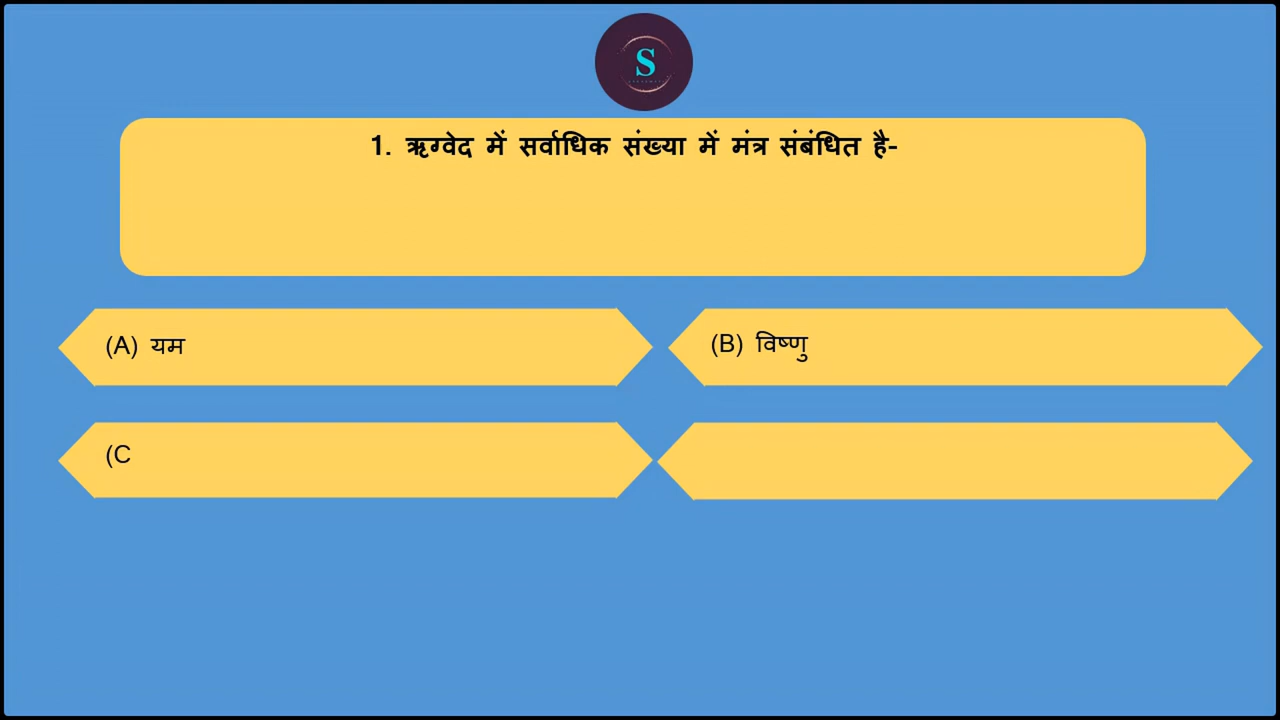 S
1. ऋग्वेद में सर्वाधिक संख्या में मंत्र संबंधित है-
(A) यम
(B) विष्णु
(C